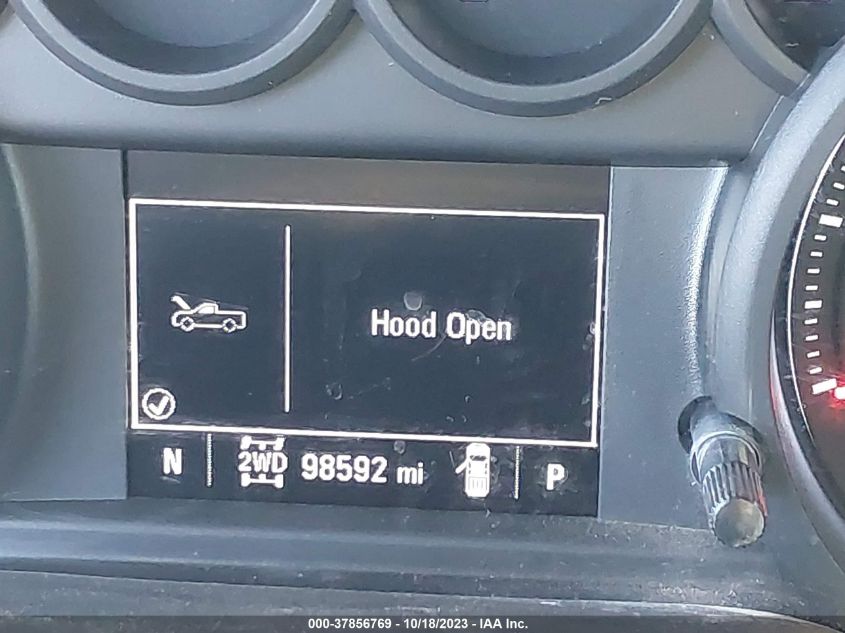 Hood Open
N 2WD 98592 mi P
000-37856769 - 10/18/2023 - IAA Inc.